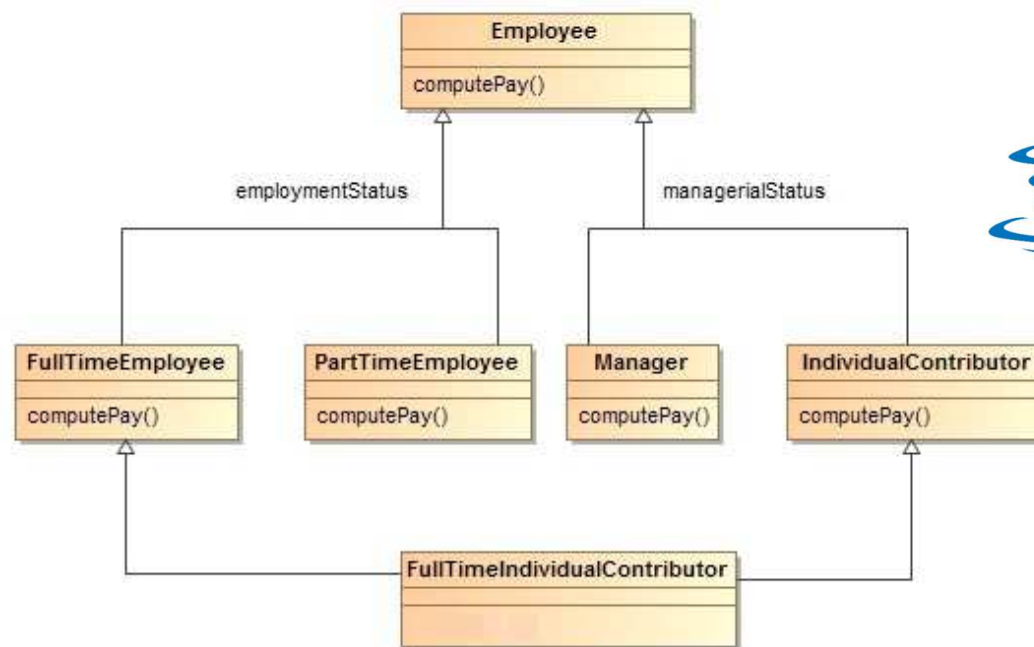 Employee
computePay()
employmentStatus
managerialStatus
FullTimeEmployee
computePay()
PartTimeEmployee
computePay()
Manager
computePay()
IndividualContributor
computePay()
FullTimeIndividualContributor